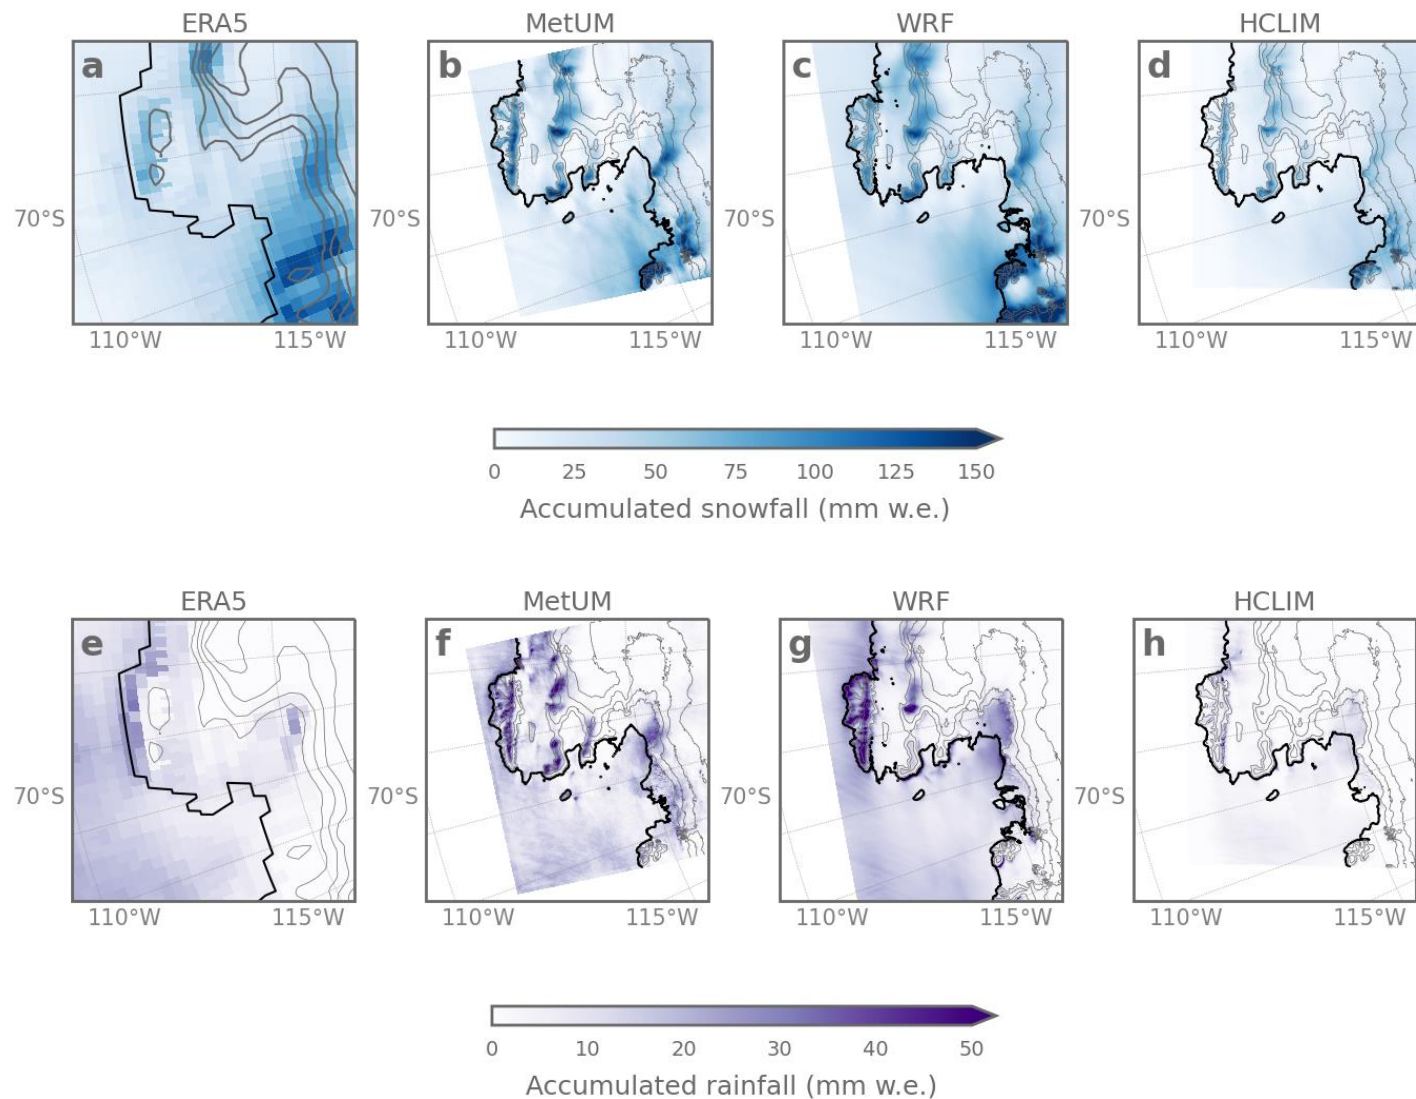 ERA5 MetUM WRF HCLIM
a b c d
70°S 70°S 70°S 70°S
110°W 115°W 110°W 115°W 110°W 115°W 110°W 115°W
0 25 50 75 100 125 150
Accumulated snowfall (mm w.e.)
ERA5 MetUM WRF HCLIM
e f g h
70°S 70°S 70°S 70°S
110°W 115°W 110°W 115°W 110°W 115°W 110°W 115°W
0 10 20 30 40 50
Accumulated rainfall (mm w.e.)